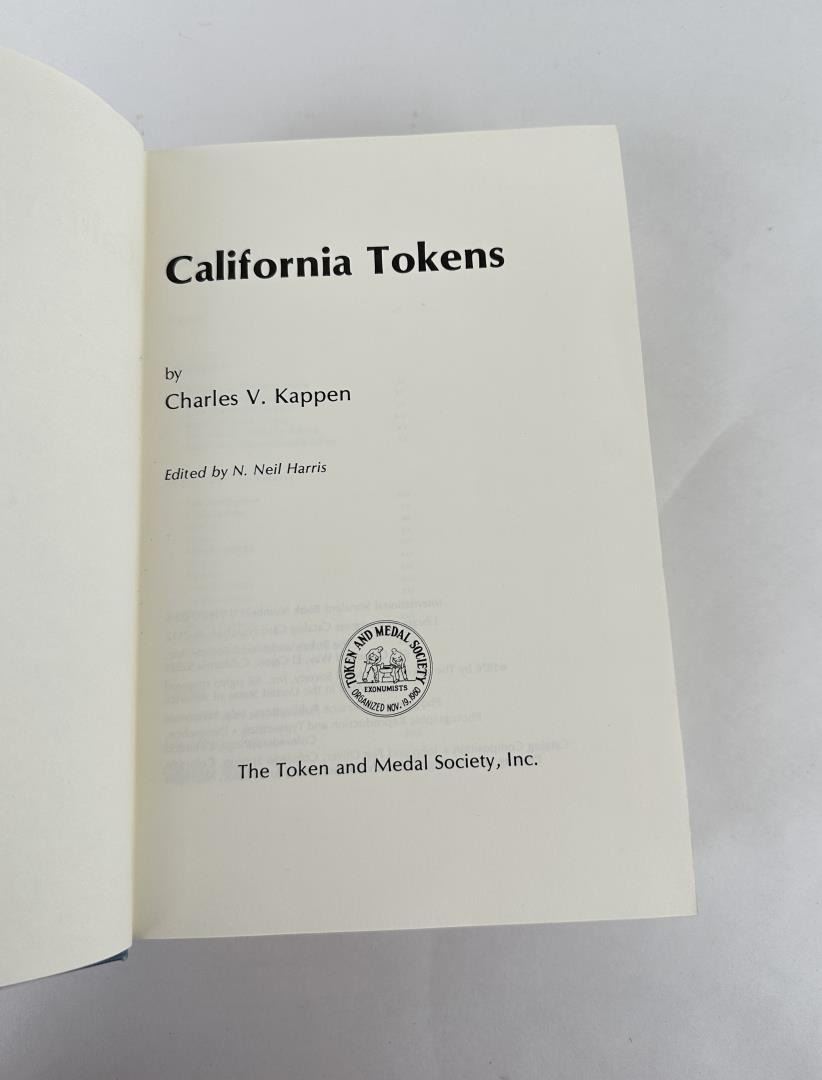 California Tokens
by
Charles V. Kappen
Edited by N. Neil Harris
TOKEN AND MEDAL SOCIETY
EXONUMISTS
ORGANIZED NOV. 19, 1960
The Token and Medal Society, Inc.